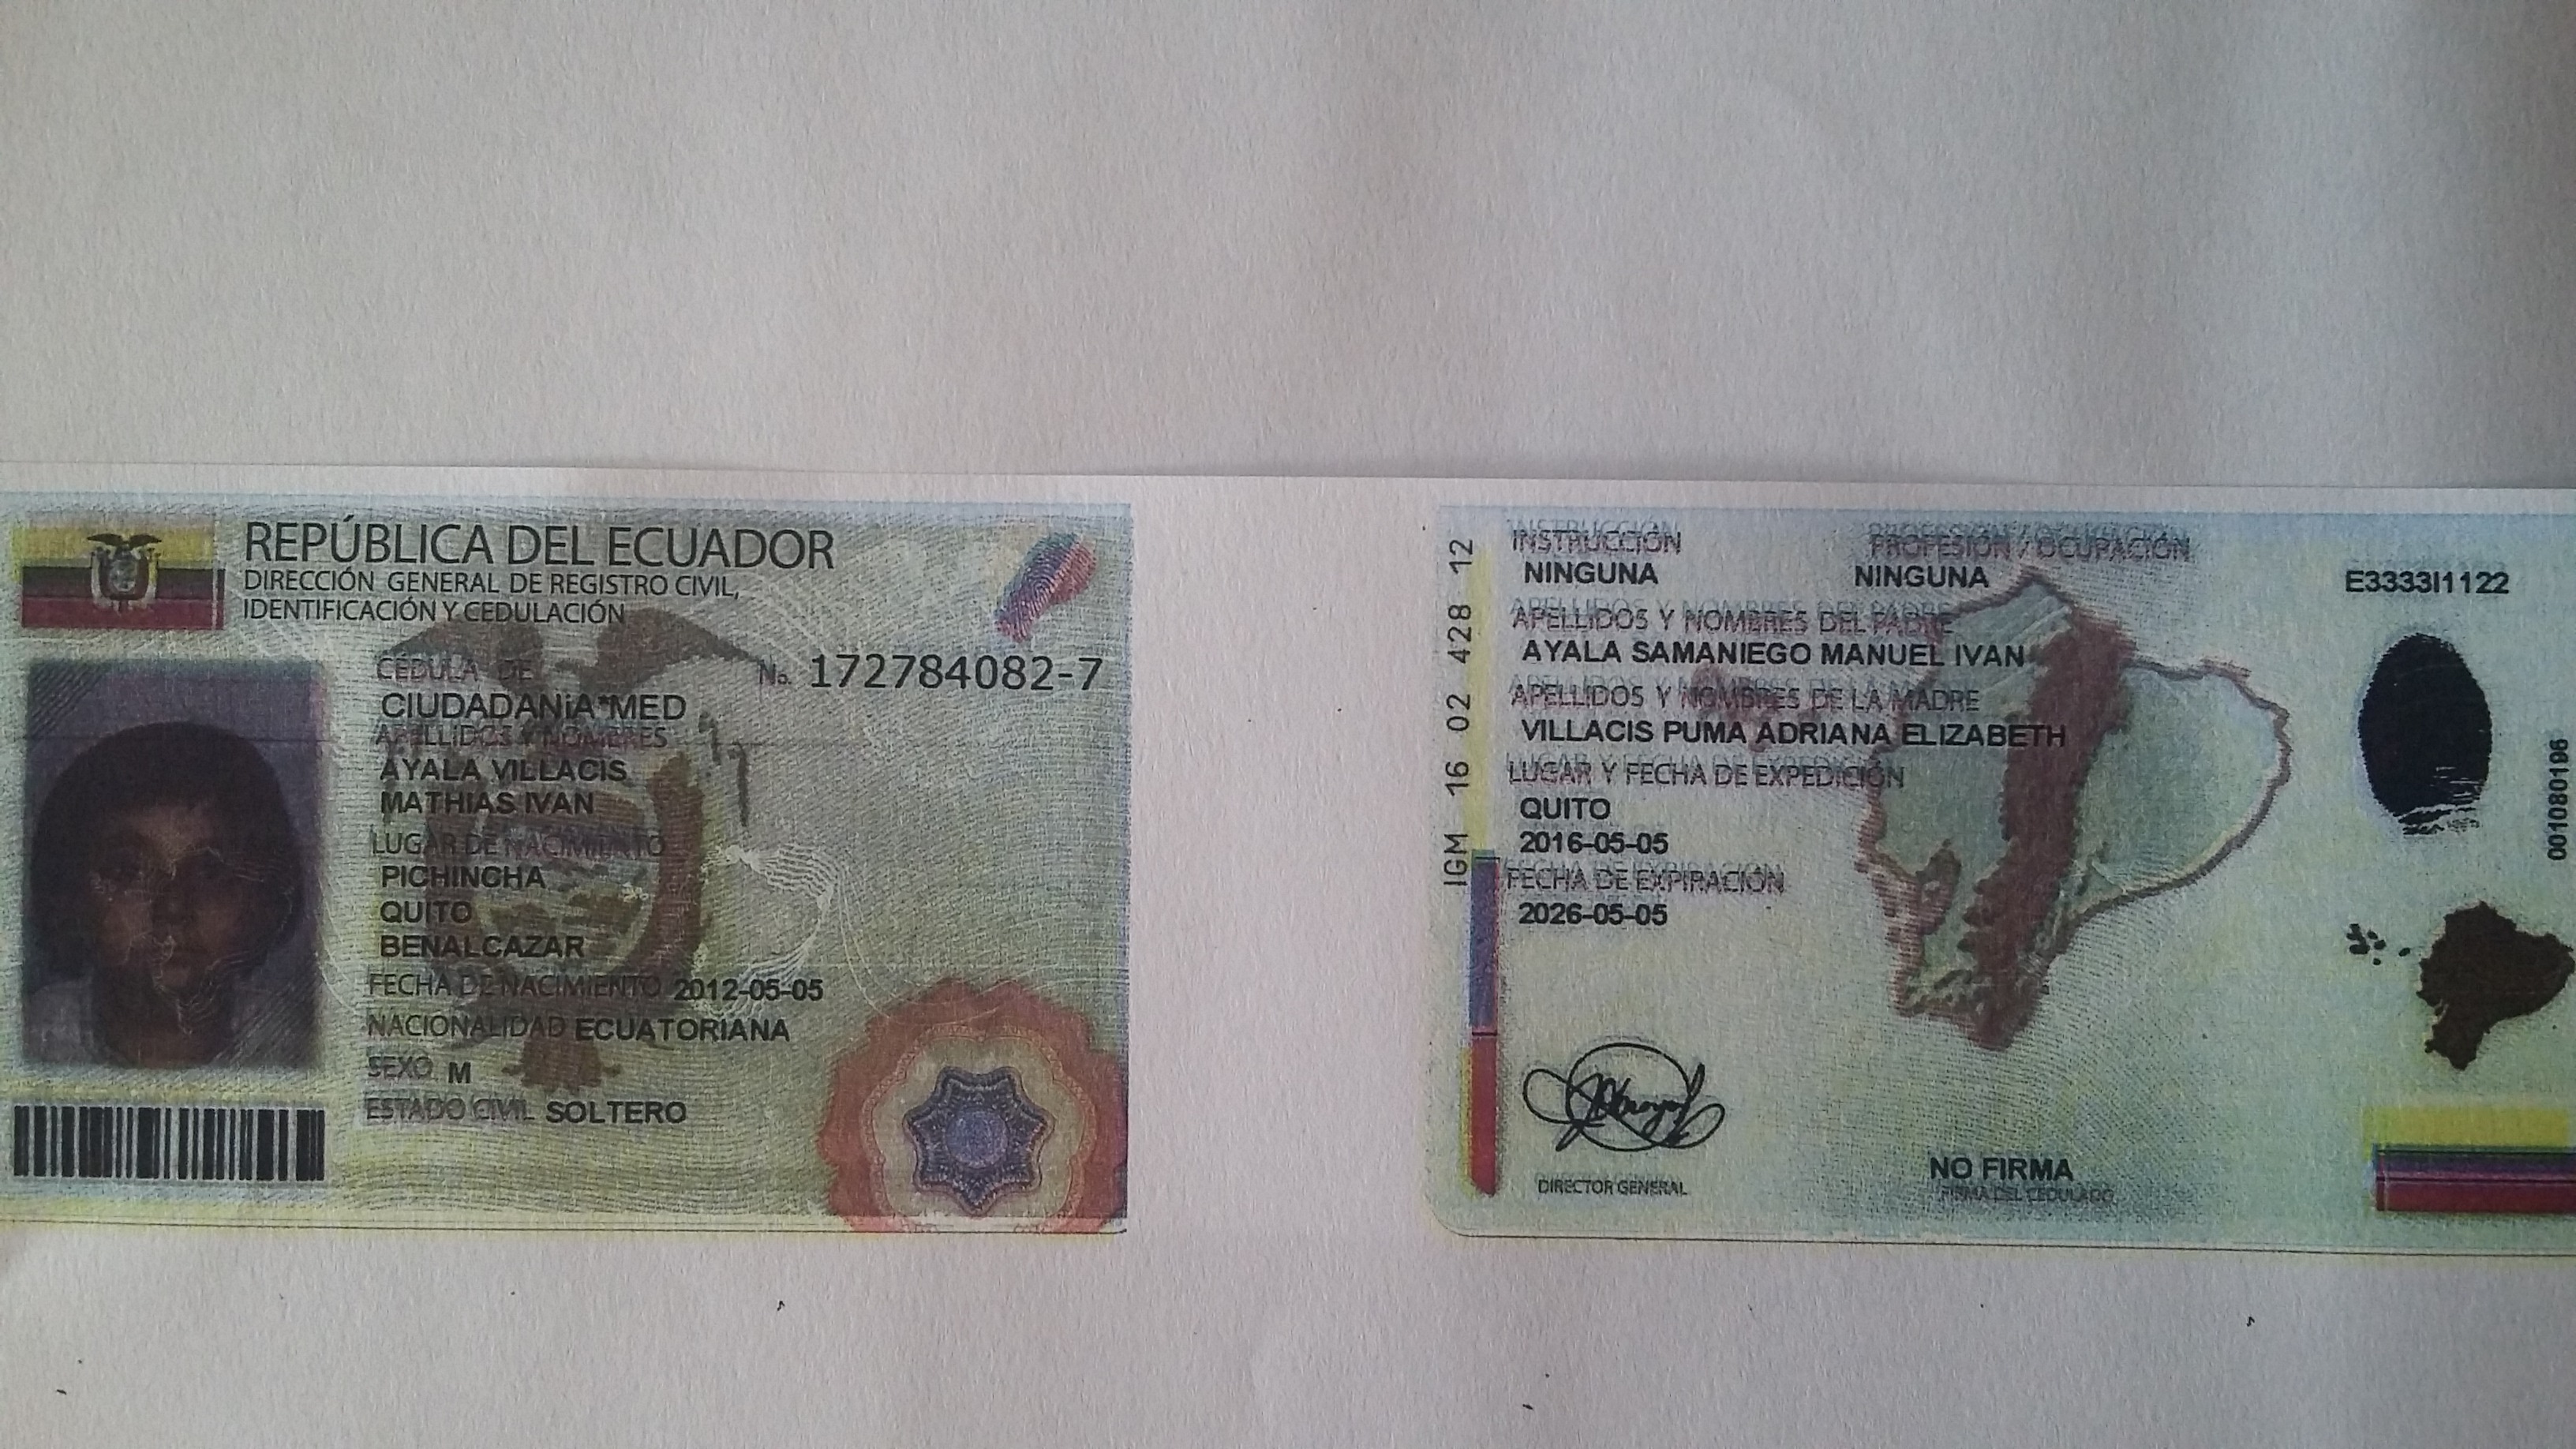 REPÚBLICA DEL ECUADOR
DIRECCIÓN GENERAL DE REGISTRO CIVIL,
IDENTIFICACIÓN Y CEDULACIÓN
CÉDULA DE
No. 172784082-7
CIUDADANÍA*MED
APELLIDOS Y NOMBRES
AYALA VILLACIS
MATHIAS IVAN
LUGAR DE NACIMIENTO
PICHINCHA
QUITO
BENALCAZAR
FECHA DE NACIMIENTO 2012-05-05
NACIONALIDAD ECUATORIANA
SEXO M
ESTADO CIVIL SOLTERO
IGM 16 02 428 12
INSTRUCCIÓN
PROFESIÓN / OCUPACIÓN
NINGUNA
NINGUNA
E333311122
APELLIDOS Y NOMBRES DEL PADRE
AYALA SAMANIEGO MANUEL IVAN
APELLIDOS Y NOMBRES DE LA MADRE
VILLACIS PUMA ADRIANA ELIZABETH
LUGAR Y FECHA DE EXPEDICIÓN
QUITO
2016-05-05
FECHA DE EXPIRACIÓN
2026-05-05
001080196
DIRECTOR GENERAL
NO FIRMA
FIRMA DEL CEDULADO